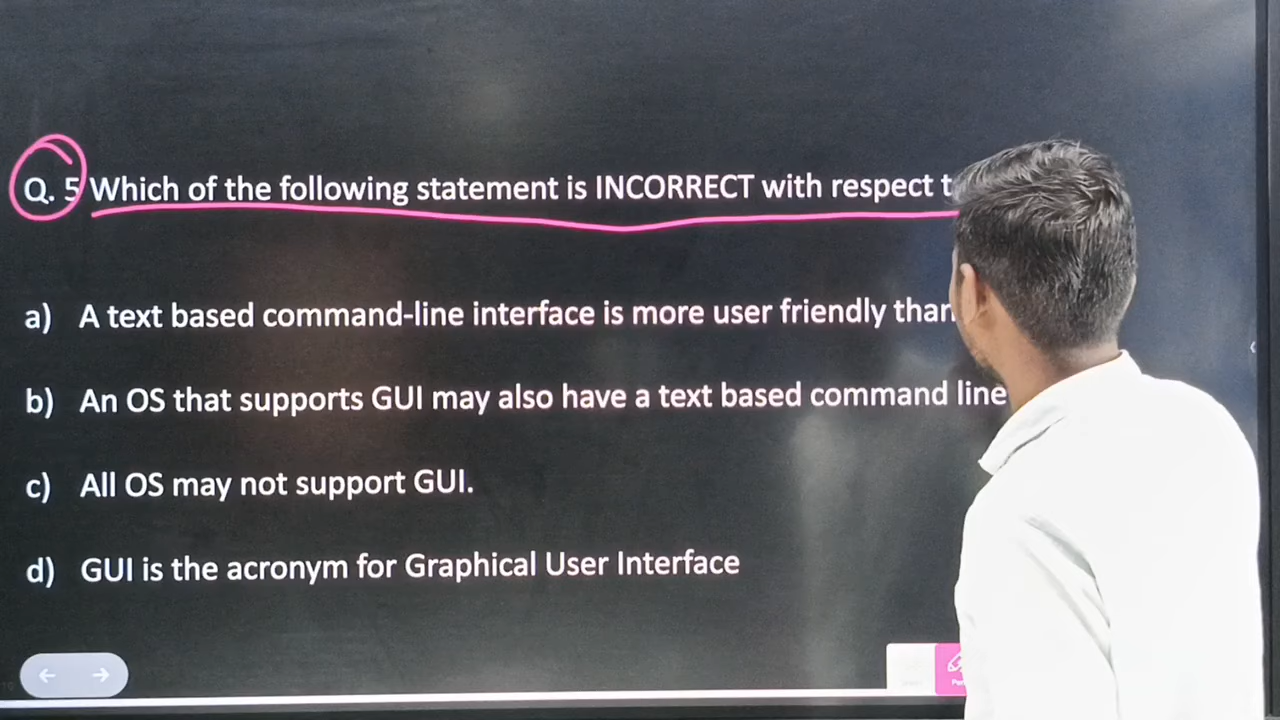 Q. 5 Which of the following statement is INCORRECT with respect
a) A text based command-line interface is more user friendly than
b) An OS that supports GUI may also have a text based command line
c) All OS may not support GUI.
d) GUI is the acronym for Graphical User Interface